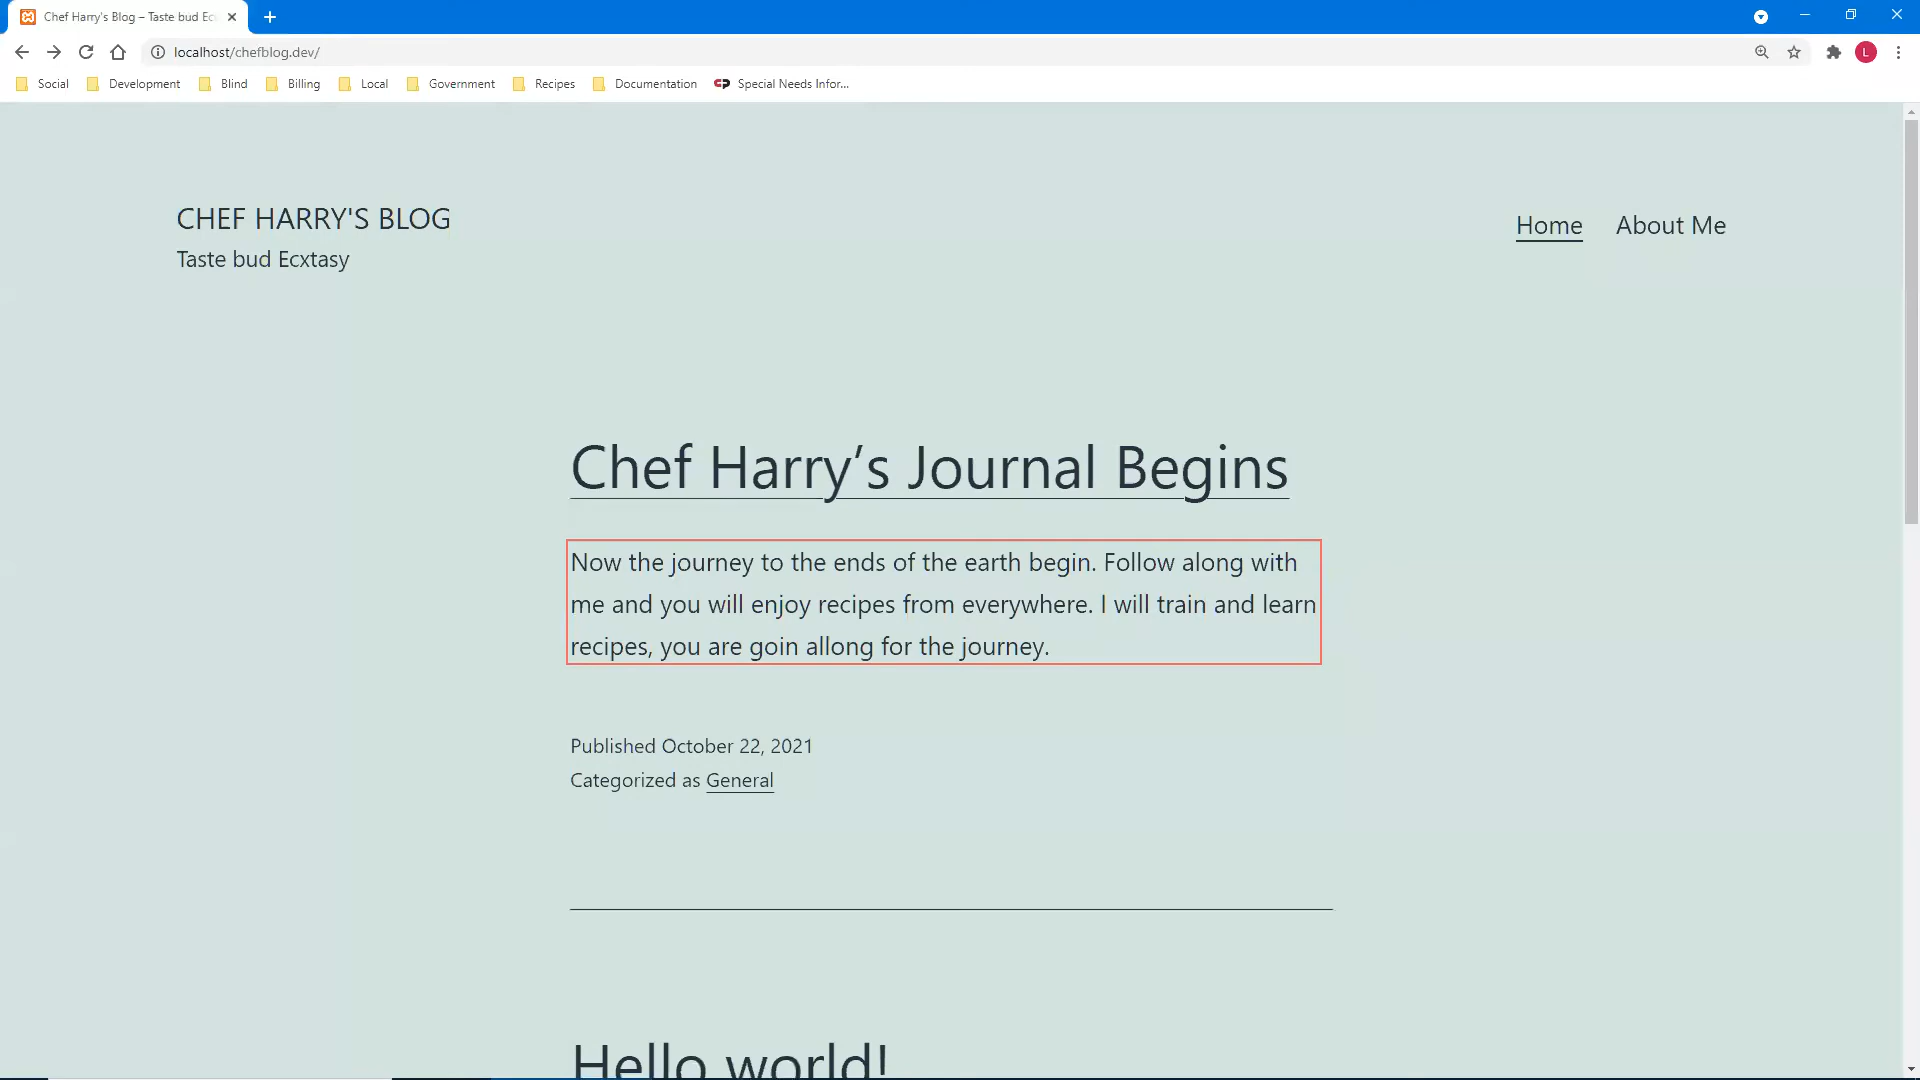 Chef Harry's Blog – Taste bud Ec
localhost/chefblog.dev/
L
Social Development Blind Billing Local Government Recipes Documentation Special Needs Infor...
CHEF HARRY'S BLOG
Taste bud Ecxtasy
Home About Me
Chef Harry’s Journal Begins
Now the journey to the ends of the earth begin. Follow along with
me and you will enjoy recipes from everywhere. I will train and learn
recipes, you are goin allong for the journey.
Published October 22, 2021
Categorized as General
Hello world!